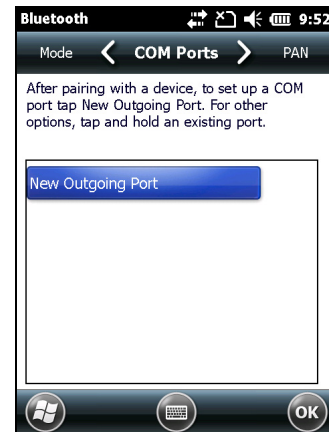 Bluetooth 9:52
Mode COM Ports PAN
After pairing with a device, to set up a COM
port tap New Outgoing Port. For other
options, tap and hold an existing port.
New Outgoing Port
OK